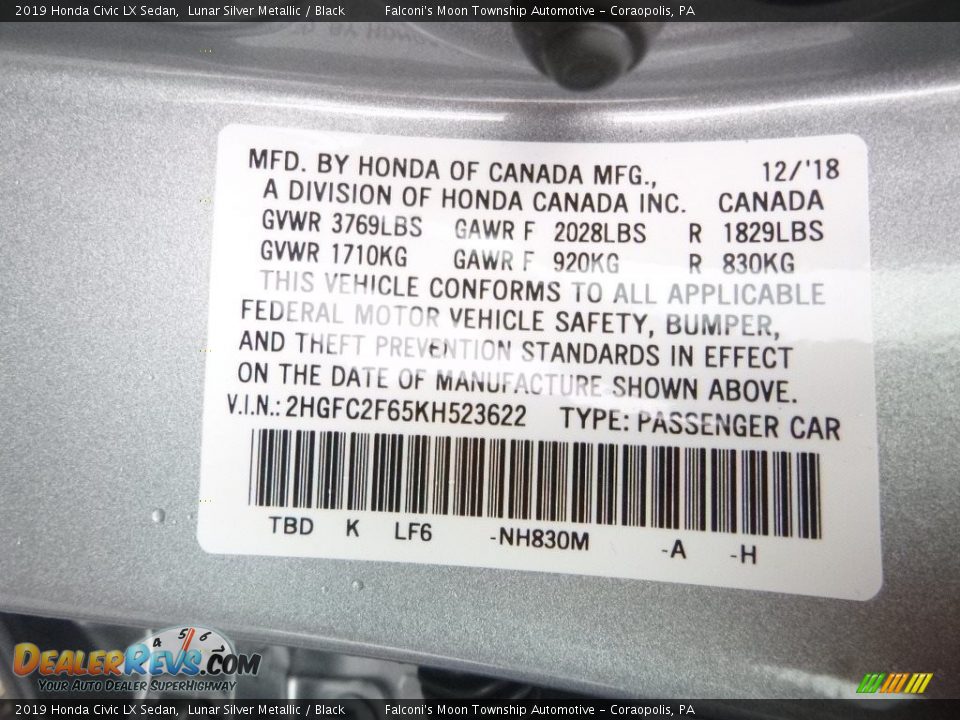 2019 Honda Civic LX Sedan, Lunar Silver Metallic / Black Falconi's Moon Township Automotive - Coraopolis, PA
MFD. BY HONDA OF CANADA MFG., 12/'18
A DIVISION OF HONDA CANADA INC. CANADA
GVWR 3769LBS GAWR F 2028LBS R 1829LBS
GVWR 1710KG GAWR F 920KG R 830KG
THIS VEHICLE CONFORMS TO ALL APPLICABLE
FEDERAL MOTOR VEHICLE SAFETY, BUMPER,
AND THEFT PREVENTION STANDARDS IN EFFECT
ON THE DATE OF MANUFACTURE SHOWN ABOVE.
V.I.N.: 2HGFC2F65KH523622 TYPE: PASSENGER CAR
TBD K LF6 -NH830M -A -H
4 5 6
DEALERREVS.COM
YOUR AUTO DEALER SUPERHIGHWAY
2019 Honda Civic LX Sedan, Lunar Silver Metallic / Black Falconi's Moon Township Automotive - Coraopolis, PA